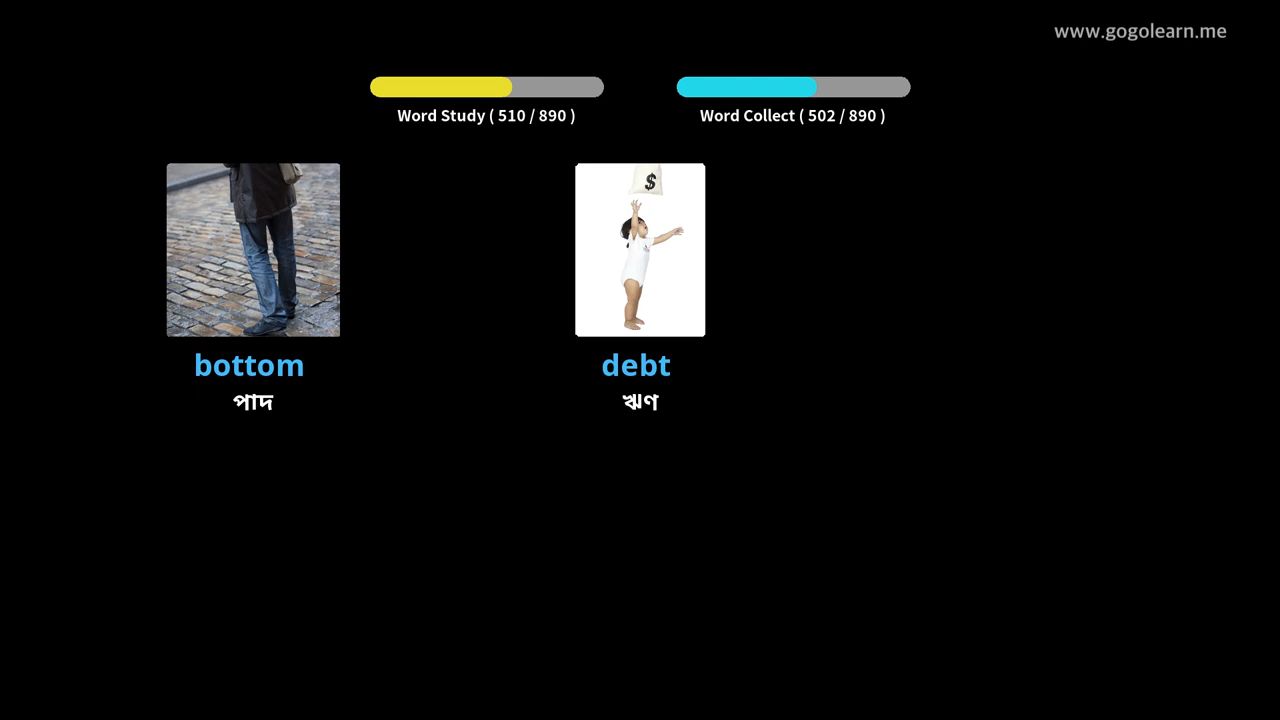 www.gogolearn.me
Word Study ( 510 / 890 )
Word Collect ( 502 / 890 )
$
bottom
debt
পাদ
ঋণ